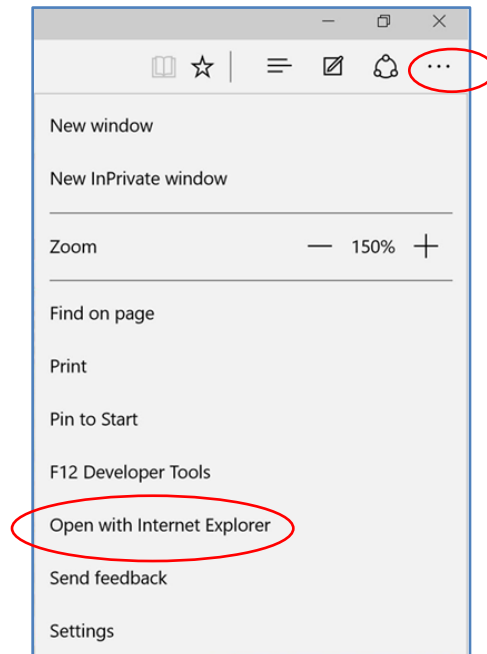 New window
New InPrivate window
Zoom 150%
Find on page
Print
Pin to Start
F12 Developer Tools
Open with Internet Explorer
Send feedback
Settings